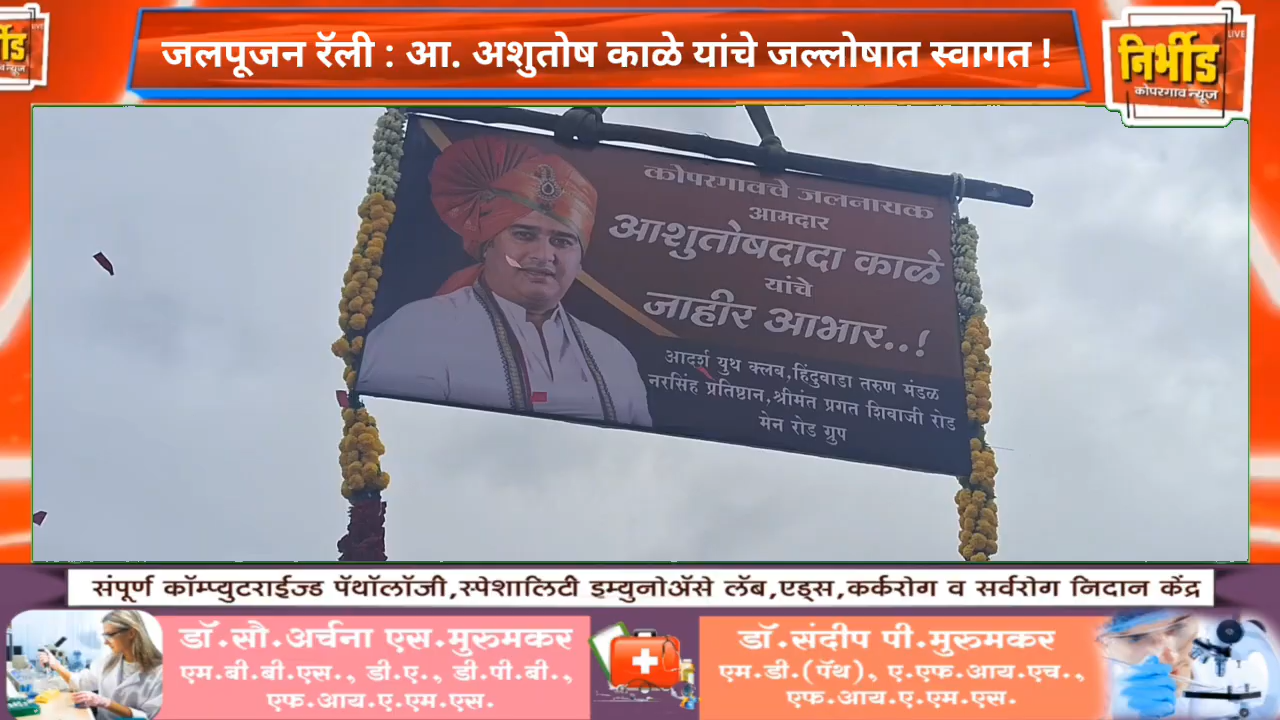 जलपूजन रॅली : आ. अशुतोष काळे यांचे जल्लोषात स्वागत !
निर्भीड
LIVE
कोपरगाव न्यूज
कोपरगावचे जलनायक
आमदार
आशुतोषदादा काळे
यांचे
जाहीर आभार..!
आदर्श युथ क्लब,हिंदुवाडा तरुण मंडळ
नरसिंह प्रतिष्ठान,श्रीमंत प्रगत शिवाजी रोड
मेन रोड ग्रुप
संपूर्ण कॉम्प्युटराईज्ड पॅथॉलॉजी,स्पेशालिटी इम्युनोॲसे लॅब,एड्स,कर्करोग व सर्वरोग निदान केंद्र
डॉ.सौ.अर्चना एस.मुरुमकर
एम.बी.बी.एस., डी.ए., डी.पी.बी.,
एफ.आय.ए.एम.एस.
डॉ.संदीप पी.मुरुमकर
एम.डी.(पॅथ), ए.एफ.आय.एच.,
एफ.आय.ए.एम.एस.